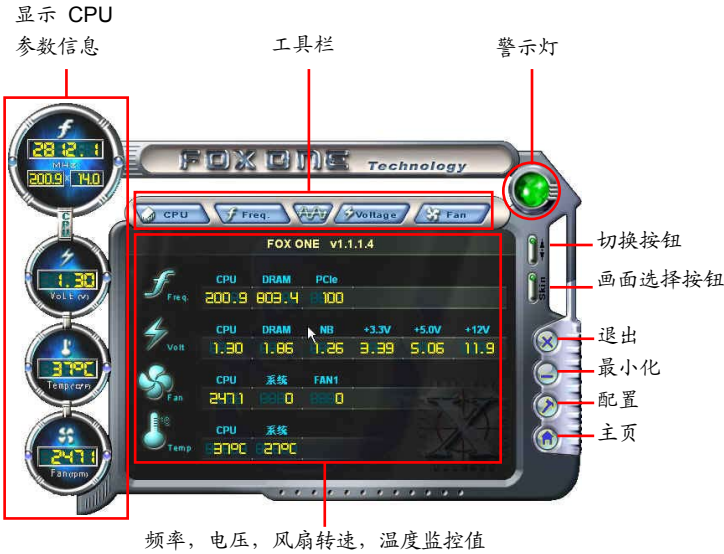 显示 CPU
参数信息
工具栏
警示灯
2812.1
MHZ
200.9 × 14.0
CPU
1.30
Volt (v)
37ºC
Temp (ºC/ºF)
2471
Fan (rpm)
FOX ONE Technology
CPU Freq. Voltage Fan
FOX ONE v1.1.1.4
CPU DRAM PCIe
Freq. 200.9 803.4 100
CPU DRAM NB +3.3V +5.0V +12V
Volt 1.30 1.86 1.26 3.39 5.06 11.9
CPU 系统 FAN1
Fan 2471 0 0
CPU 系统
Temp 37ºC 27ºC
Skin
切换按钮
画面选择按钮
退出
最小化
配置
主页
频率，电压，风扇转速，温度监控值